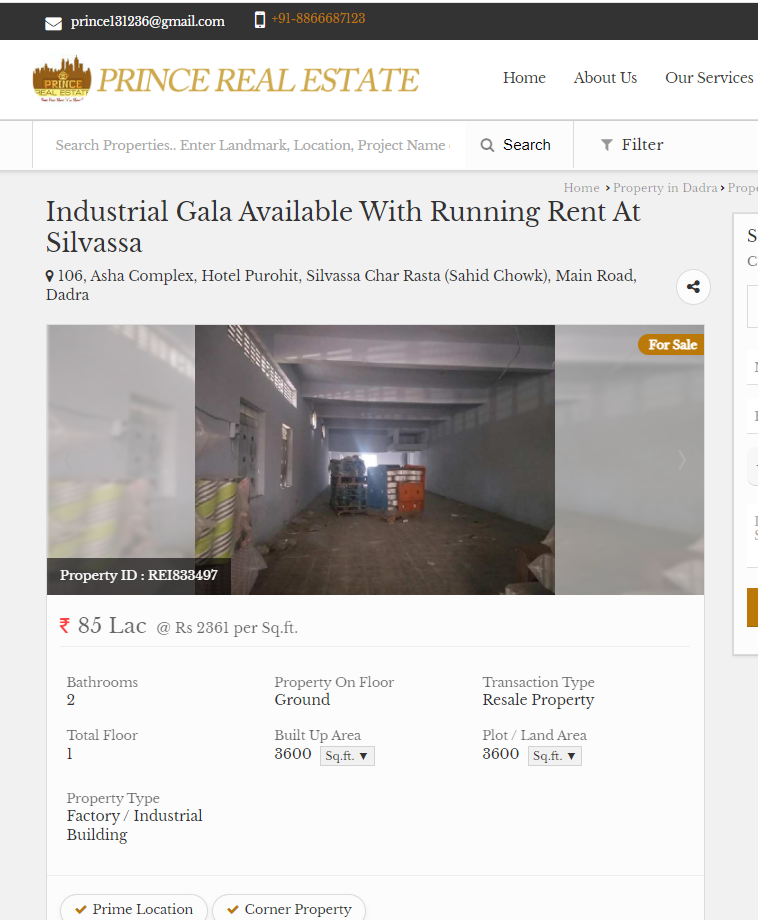 prince131236@gmail.com +91-8866687123
PRINCE
REAL ESTATE
PRINCE REAL ESTATE
Home About Us Our Services
Search Properties.. Enter Landmark, Location, Project Name Search Filter
Home > Property in Dadra >
Industrial Gala Available With Running Rent At
Silvassa
106, Asha Complex, Hotel Purohit, Silvassa Char Rasta (Sahid Chowk), Main Road,
Dadra
For Sale
Property ID : REI833497
₹ 85 Lac @ Rs 2361 per Sq.ft.
Bathrooms Property On Floor Transaction Type
2 Ground Resale Property
Total Floor Built Up Area Plot / Land Area
1 3600 Sq.ft. ▼ 3600 Sq.ft. ▼
Property Type
Factory / Industrial
Building
Prime Location Corner Property